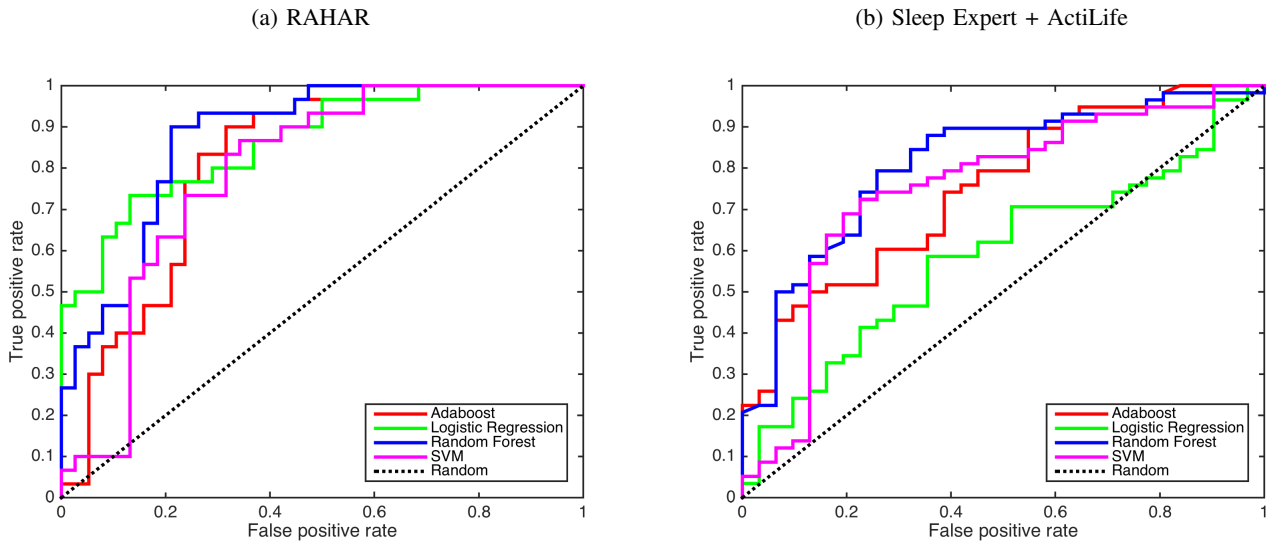 (a) RAHAR
1
0.9
0.8
0.7
0.6
0.5
0.4
0.3
0.2
0.1
0
True positive rate
0
0.2
0.4
0.6
0.8
1
False positive rate
Adaboost
Logistic Regression
Random Forest
SVM
Random
(b) Sleep Expert + ActiLife
1
0.9
0.8
0.7
0.6
0.5
0.4
0.3
0.2
0.1
0
True positive rate
0
0.2
0.4
0.6
0.8
1
False positive rate
Adaboost
Logistic Regression
Random Forest
SVM
Random